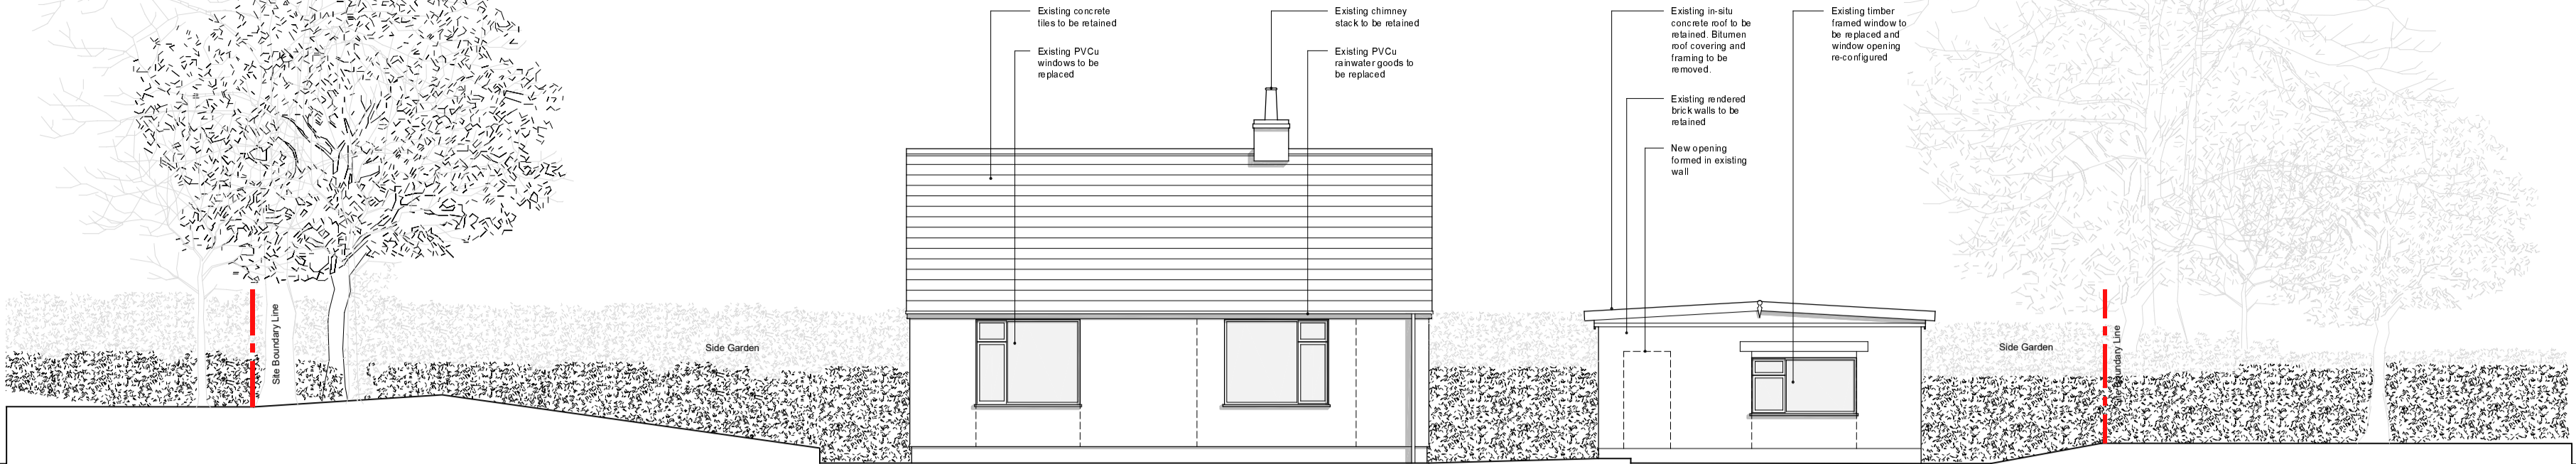 Existing concrete
tiles to be retained
Existing PVCu
windows to be
replaced
Existing chimney
stack to be retained
Existing PVCu
rainwater goods to
be replaced
Existing in-situ
concrete roof to be
retained. Bitumen
roof covering and
framing to be
removed.
Existing rendered
brick walls to be
retained
New opening
formed in existing
wall
Existing timber
framed window to
be replaced and
window opening
re-configured
Site Boundary Line
Side Garden
Side Garden
Site Boundary Line